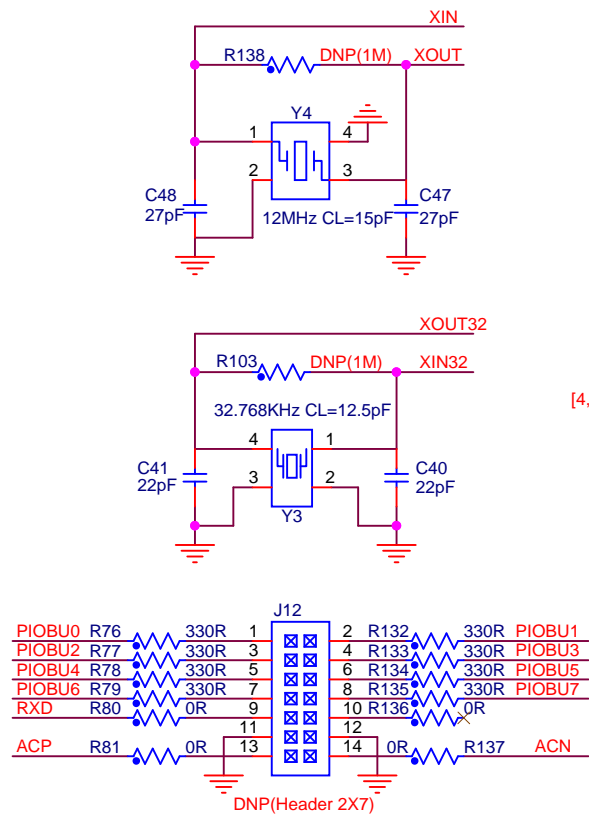 XIN
R138 DNP(1M) XOUT
Y4
1 4
2 3
C48 C47
27pF 12MHz CL=15pF 27pF
XOUT32
R103 DNP(1M) XIN32
[4,
32.768KHz CL=12.5pF
4 1
C41 3 2 C40
22pF 22pF
Y3
J12
PIOBU0 R76 330R 1 2 R132 330R PIOBU1
PIOBU2 R77 330R 3 4 R133 330R PIOBU3
PIOBU4 R78 330R 5 6 R134 330R PIOBU5
PIOBU6 R79 330R 7 8 R135 330R PIOBU7
RXD R80 0R 9 10 R136 0R
11 12
ACP R81 0R 13 14 0R R137 ACN
DNP(Header 2X7)